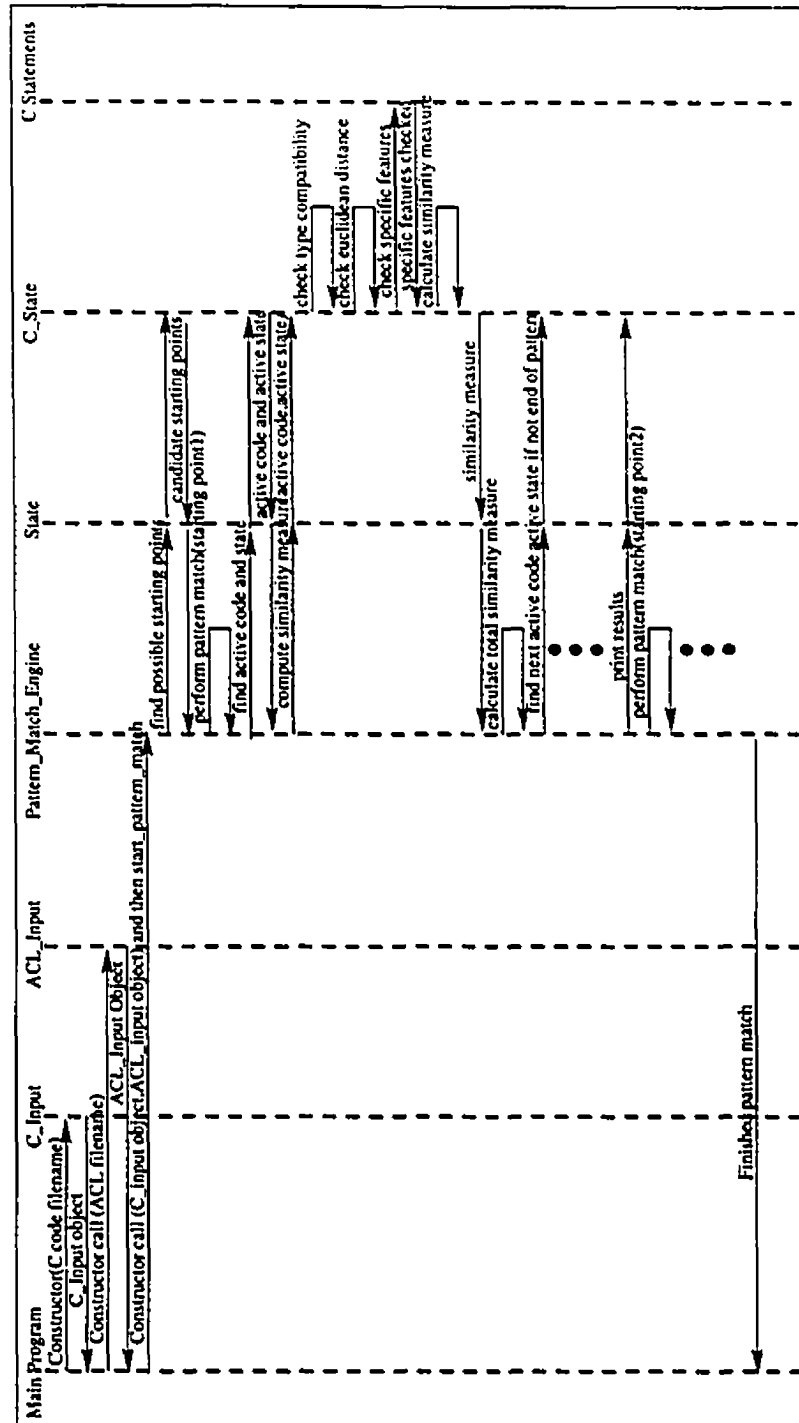 Main Program
C_Input
ACL_Input
Pattern_Match_Engine
State
C_State
C Statements
Constructor(C code filename)
C_Input object
Constructor call (ACL filename)
ACL_Input Object
Constructor call (C_input object,ACL_input object) and then start_pattern_match
find possible starting points
candidate starting points
perform pattern match(starting point1)
find active code and state
active code and active state
compute similarity measure(active code,active state)
check type compatibility
check euclidean distance
check specific features
specific features checked
calculate similarity measure
similarity measure
calculate total similarity measure
find next active code active state if not end of pattern
print results
perform pattern match(starting point2)
Finished pattern match